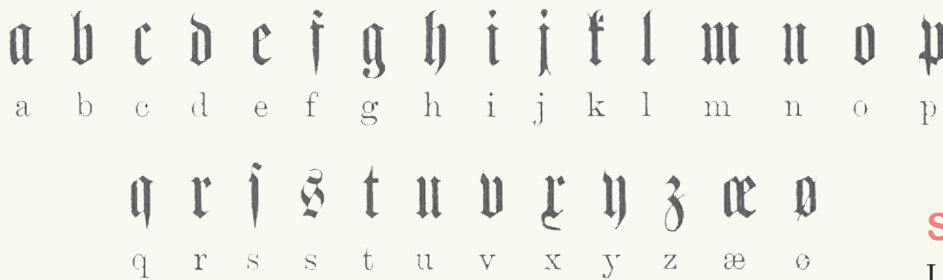 a b c d e f g h i j k l m n o p
a b c d e f g h i j k l m n o p
q r ſ s t u v x y z æ ø
q r s s t u v x y z æ ø